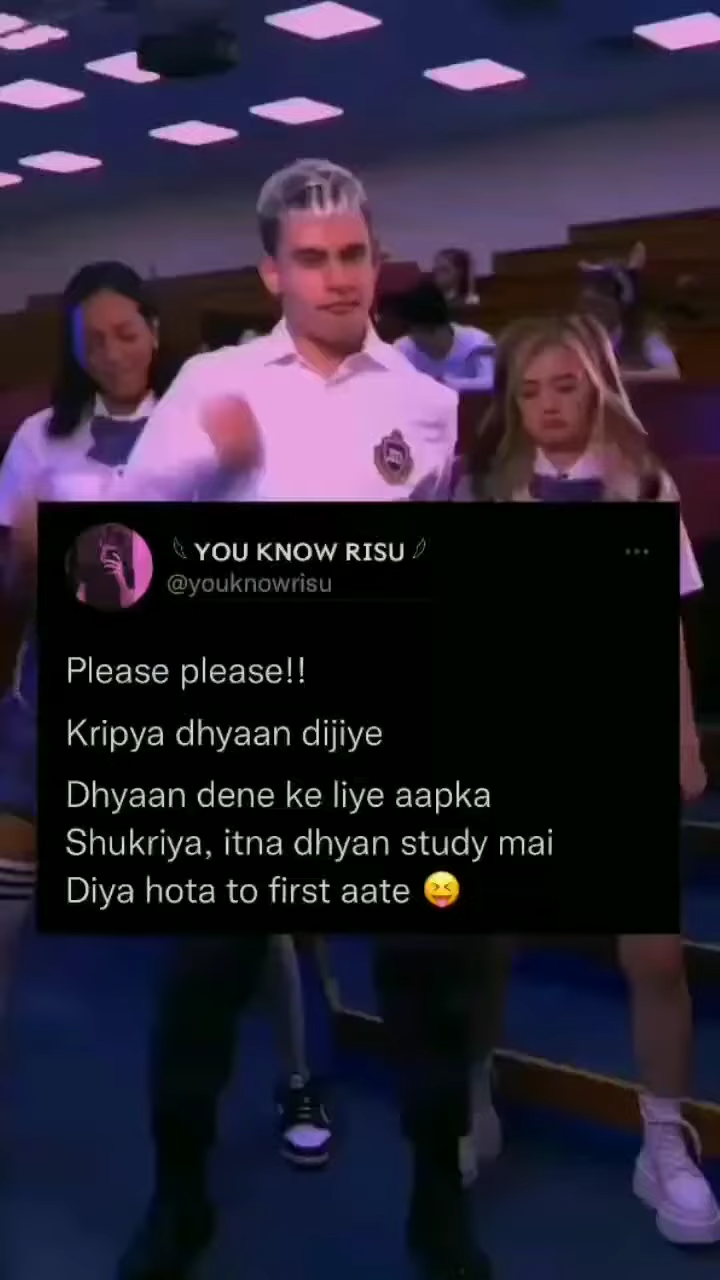 YOU KNOW RISU
@youknowrisu
Please please!!
Kripya dhyaan dijiye
Dhyaan dene ke liye aapka
Shukriya, itna dhyan study mai
Diya hota to first aate 😝